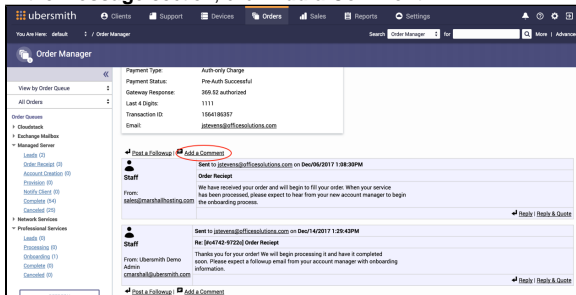 ubersmith
Clients Support Devices Orders Sales Reports Settings
You Are Here: default / Order Manager
Search Order Manager for More | Advanced
Order Manager
View by Order Queue
All Orders
Order Queues
Cloudstack
Exchange Mailbox
Managed Server
Leads (2)
Order Receipt (3)
Account Creation (0)
Provision (0)
Notify Client (0)
Complete (54)
Canceled (25)
Network Services
Professional Services
Leads (0)
Processing (0)
Onboarding (1)
Complete (0)
Canceled (0)
Payment Type: Auth-only Charge
Payment Status: Pre-Auth Successful
Gateway Response: 369.52 authorized
Last 4 Digits: 1111
Transaction ID: 1564186357
Email: jstevens@officesolutions.com
Post a Followup | Add a Comment
Staff
From:
sales@marshallhosting.com
Sent to jstevens@officesolutions.com on Dec/06/2017 1:08:30PM
Order Reciept
We have received your order and will begin to fill your order. When your service
has been processed, please expect to hear from your new account manager to begin
the onboarding process.
Reply | Reply & Quote
Staff
From: Ubersmith Demo
Admin
cmarshall@ubersmith.com
Sent to jstevens@officesolutions.com on Dec/14/2017 1:29:43PM
Re: [#c4742-9722c] Order Reciept
Thanks you for your order! We will begin processing it and have it completed
soon. Please expect a followup email from your account manager with onboarding
information.
Reply | Reply & Quote
Post a Followup | Add a Comment